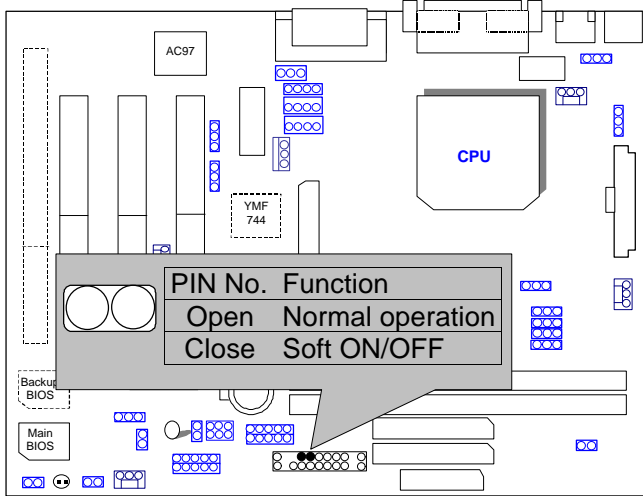 AC97
CPU
YMF
744
PIN No. Function
Open Normal operation
Close Soft ON/OFF
Backup
BIOS
Main
BIOS